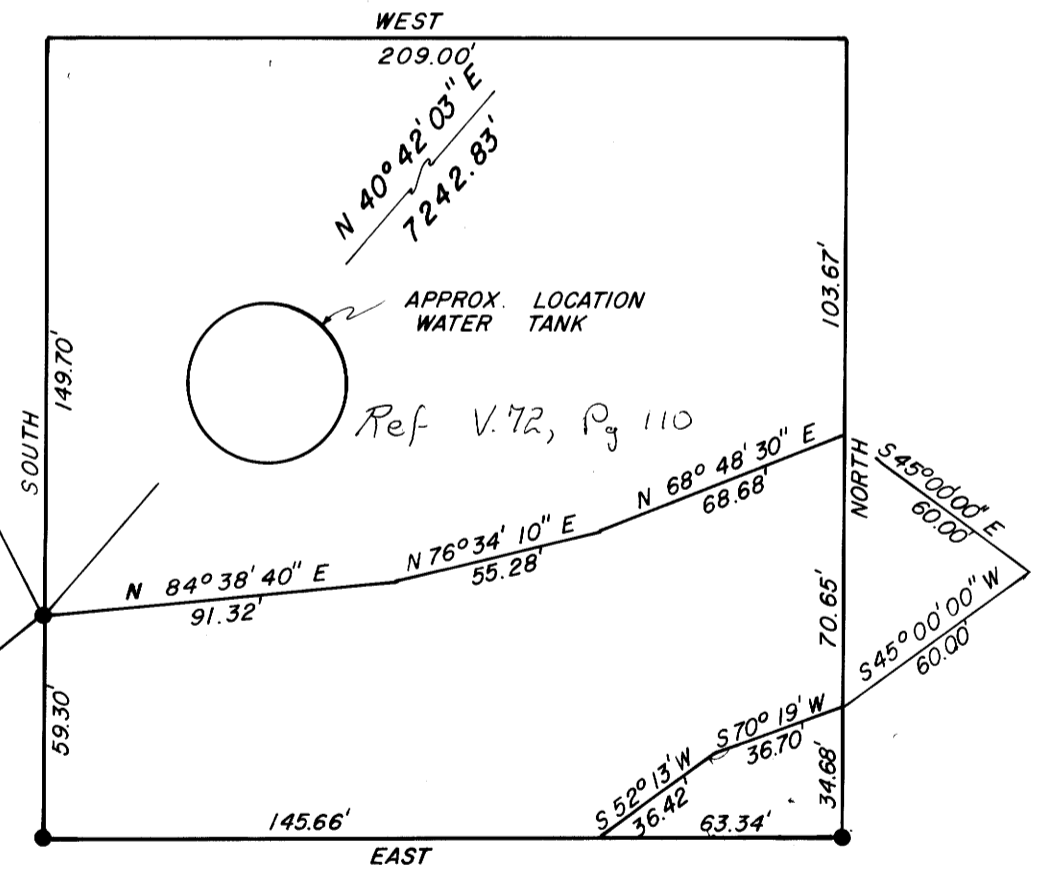 WEST
209.00'
N 40° 42' 03" E
7242.83'
APPROX. LOCATION
WATER TANK
103.67'
149.70'
SOUTH
Ref V.72, Pg 110
N 68° 48' 30" E
68.68'
NORTH
S 45°00'00" E
60.00'
N 76° 34' 10" E
55.28'
N 84° 38' 40" E
91.32'
70.65'
S 45° 00' 00" W
60.00'
59.30'
S 70° 19' W
36.70'
S 52° 13' W
36.42'
34.68'
145.66'
63.34'
EAST